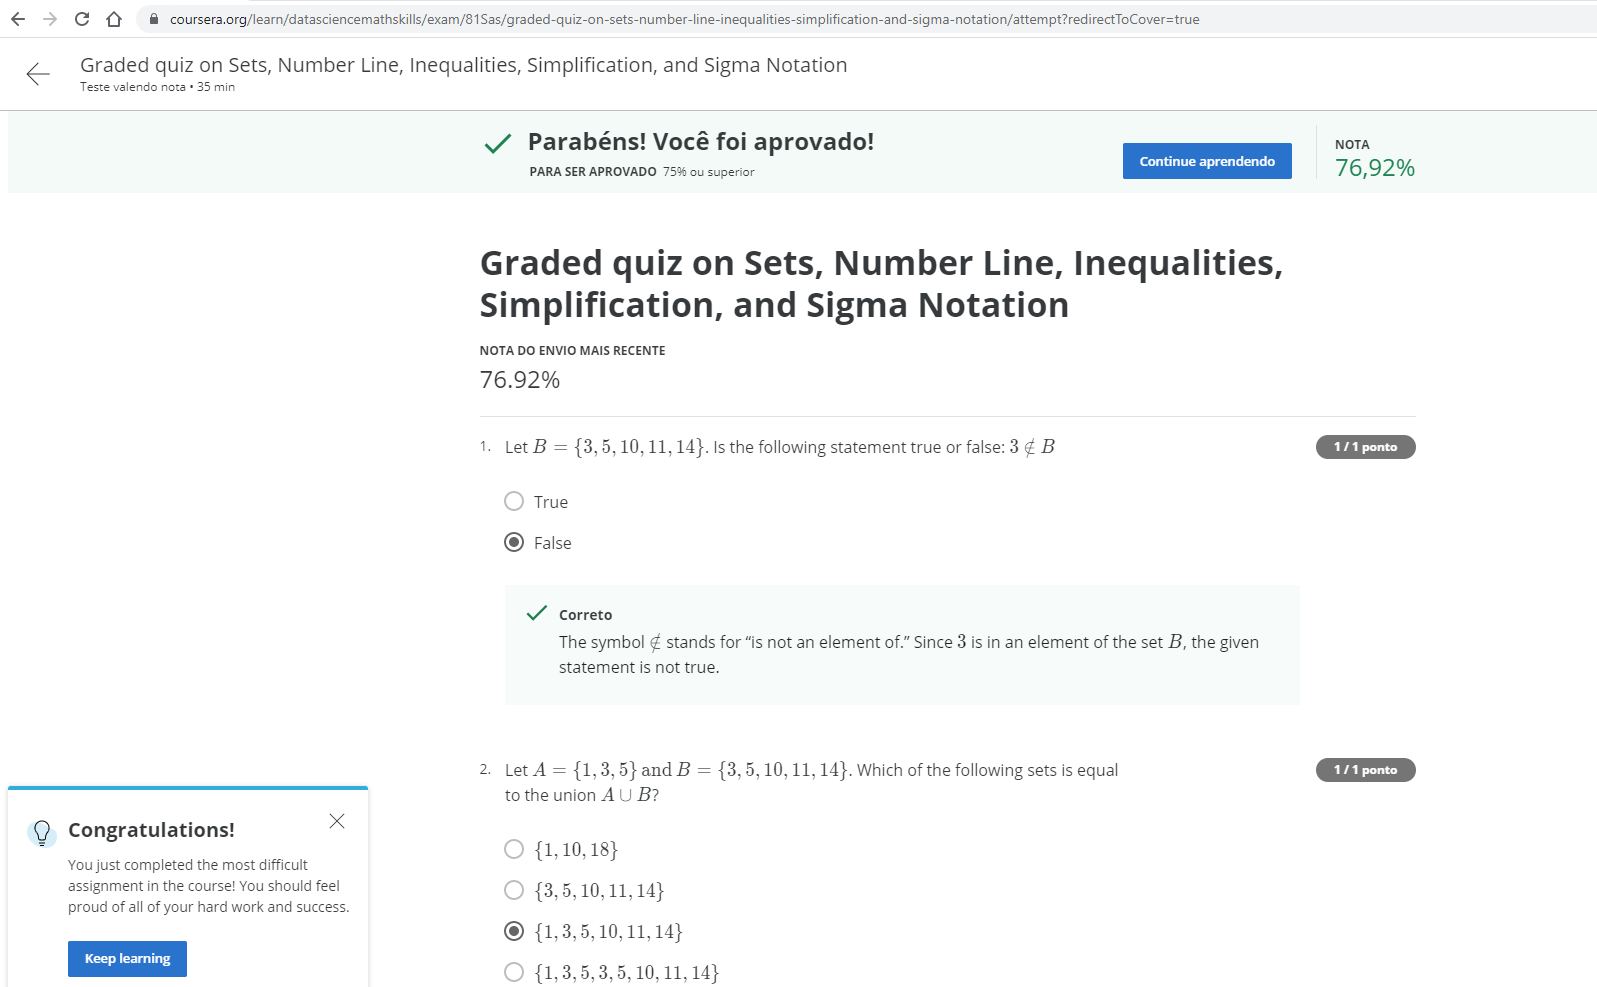 coursera.org/learn/datasciencemathskills/exam/81Sas/graded-quiz-on-sets-number-line-inequalities-simplification-and-sigma-notation/attempt?redirectToCover=true
Graded quiz on Sets, Number Line, Inequalities, Simplification, and Sigma Notation
Teste valendo nota • 35 min
Parabéns! Você foi aprovado!
PARA SER APROVADO 75% ou superior
Continue aprendendo
NOTA
76,92%
Graded quiz on Sets, Number Line, Inequalities,
Simplification, and Sigma Notation
NOTA DO ENVIO MAIS RECENTE
76.92%
1. Let B = {3, 5, 10, 11, 14}. Is the following statement true or false: 3 ∉ B
1 / 1 ponto
True
False
Correto
The symbol ∉ stands for “is not an element of.” Since 3 is in an element of the set B, the given
statement is not true.
2. Let A = {1, 3, 5} and B = {3, 5, 10, 11, 14}. Which of the following sets is equal
to the union A ∪ B?
1 / 1 ponto
{1, 10, 18}
{3, 5, 10, 11, 14}
{1, 3, 5, 10, 11, 14}
{1, 3, 5, 3, 5, 10, 11, 14}
Congratulations!
You just completed the most difficult
assignment in the course! You should feel
proud of all of your hard work and success.
Keep learning